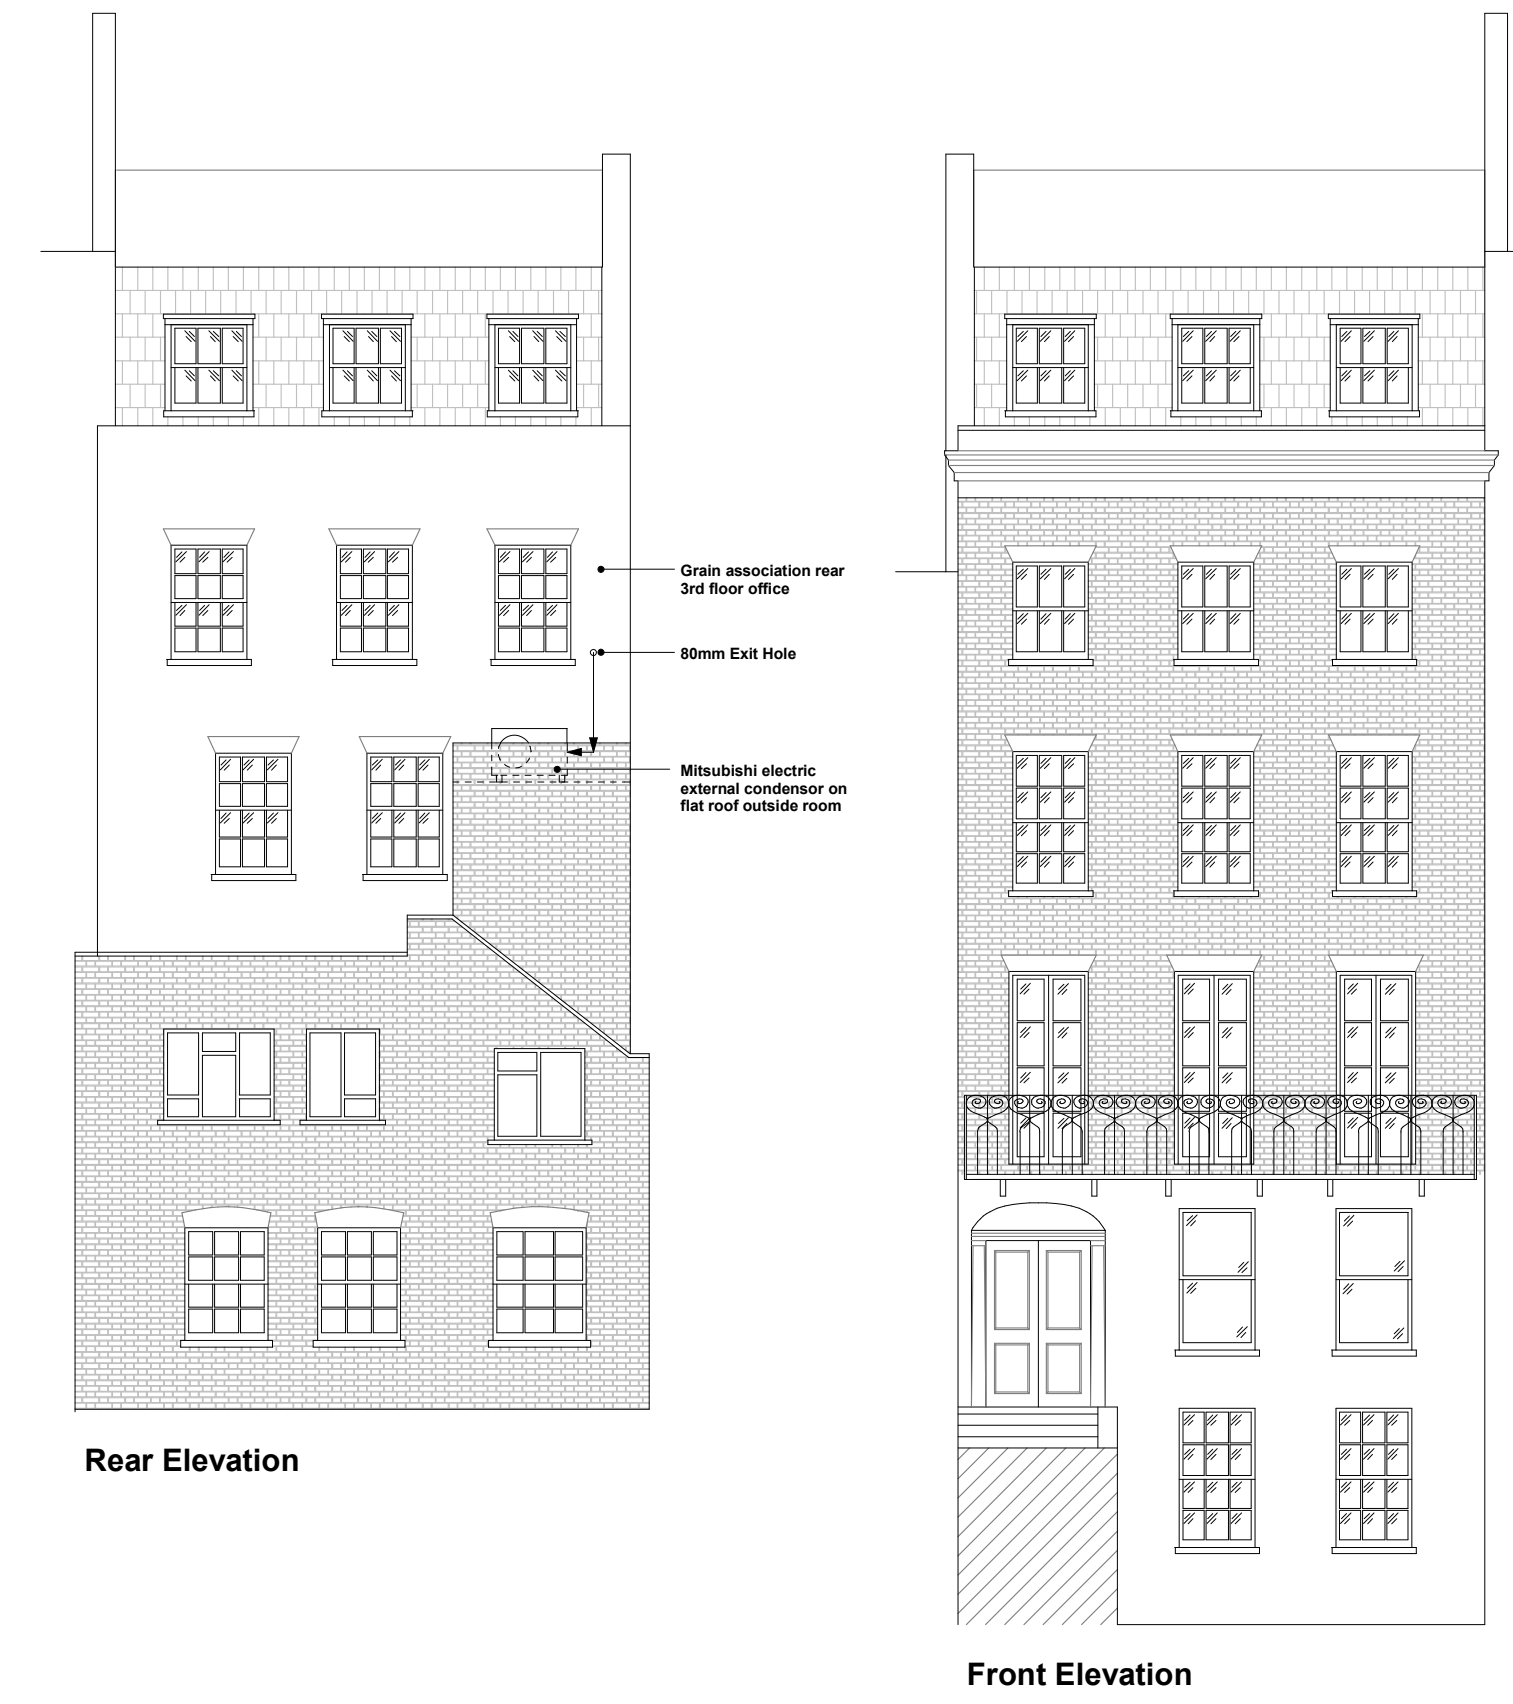 Grain association rear
3rd floor office
80mm Exit Hole
Mitsubishi electric
external condensor on
flat roof outside room
Rear Elevation
Front Elevation